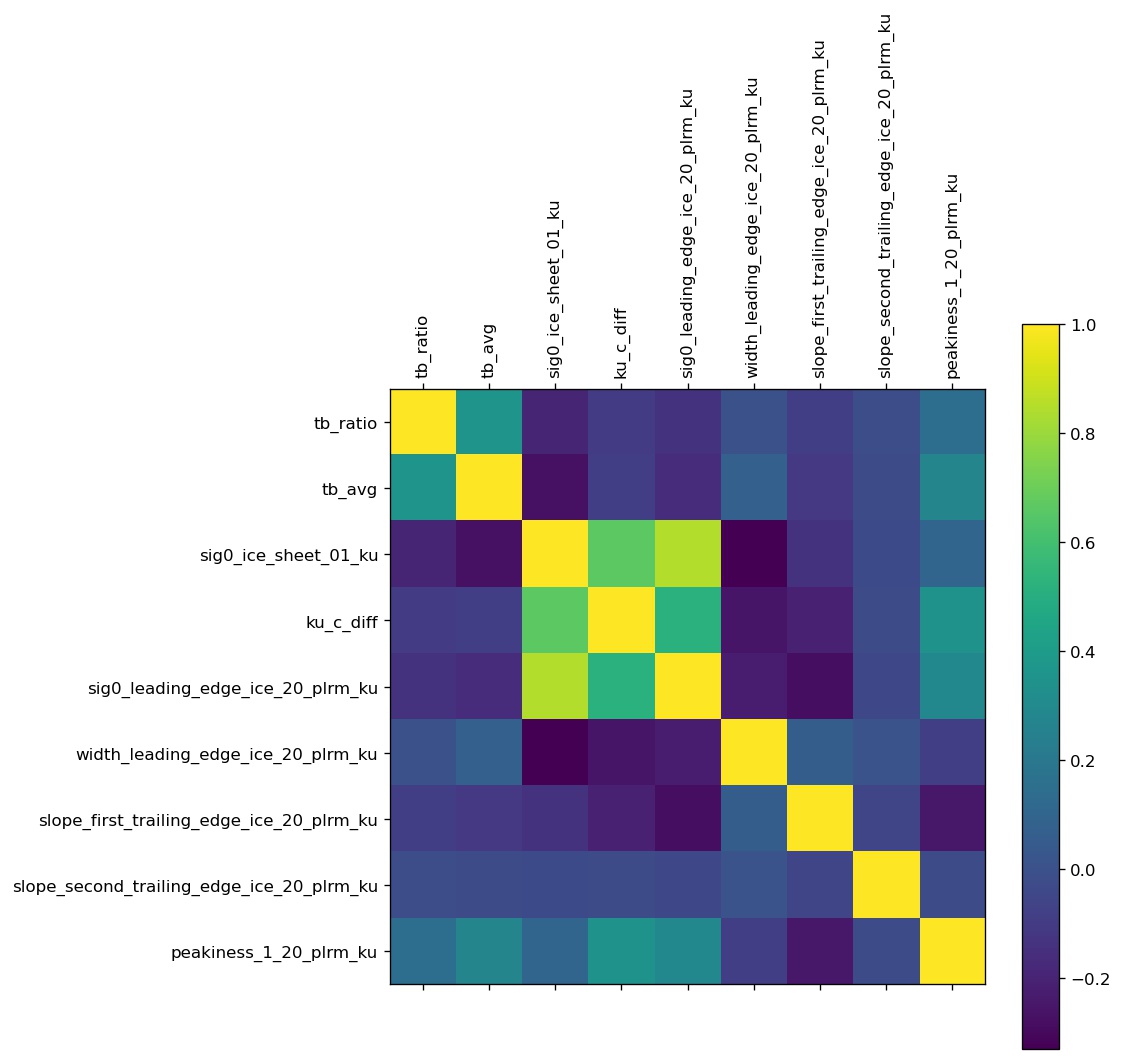 tb_ratio
tb_avg
sig0_ice_sheet_01_ku
ku_c_diff
sig0_leading_edge_ice_20_plrm_ku
width_leading_edge_ice_20_plrm_ku
slope_first_trailing_edge_ice_20_plrm_ku
slope_second_trailing_edge_ice_20_plrm_ku
peakiness_1_20_plrm_ku
tb_ratio
tb_avg
sig0_ice_sheet_01_ku
ku_c_diff
sig0_leading_edge_ice_20_plrm_ku
width_leading_edge_ice_20_plrm_ku
slope_first_trailing_edge_ice_20_plrm_ku
slope_second_trailing_edge_ice_20_plrm_ku
peakiness_1_20_plrm_ku
1.0
0.8
0.6
0.4
0.2
0.0
−0.2